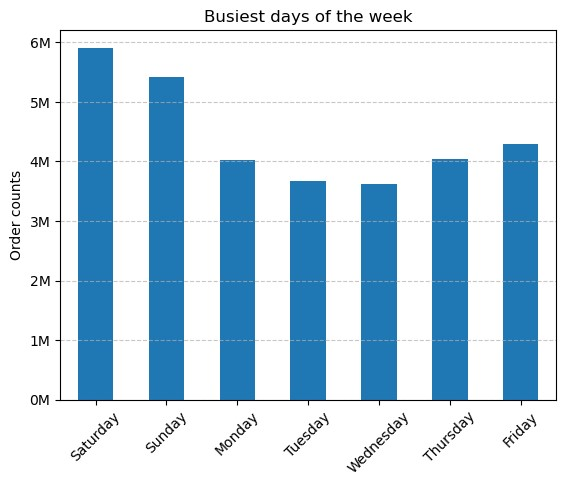 Busiest days of the week
Order counts
6M
5M
4M
3M
2M
1M
0M
Saturday
Sunday
Monday
Tuesday
Wednesday
Thursday
Friday